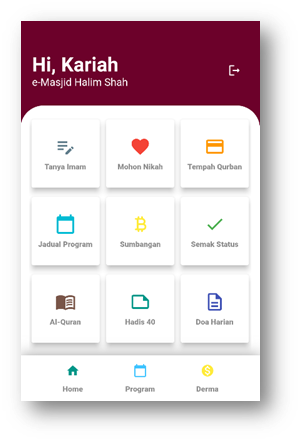 Hi, Kariah
e-Masjid Halim Shah
Tanya Imam
Mohon Nikah
Tempah Qurban
Jadual Program
Sumbangan
Semak Status
Al-Quran
Hadis 40
Doa Harian
Home
Program
Derma